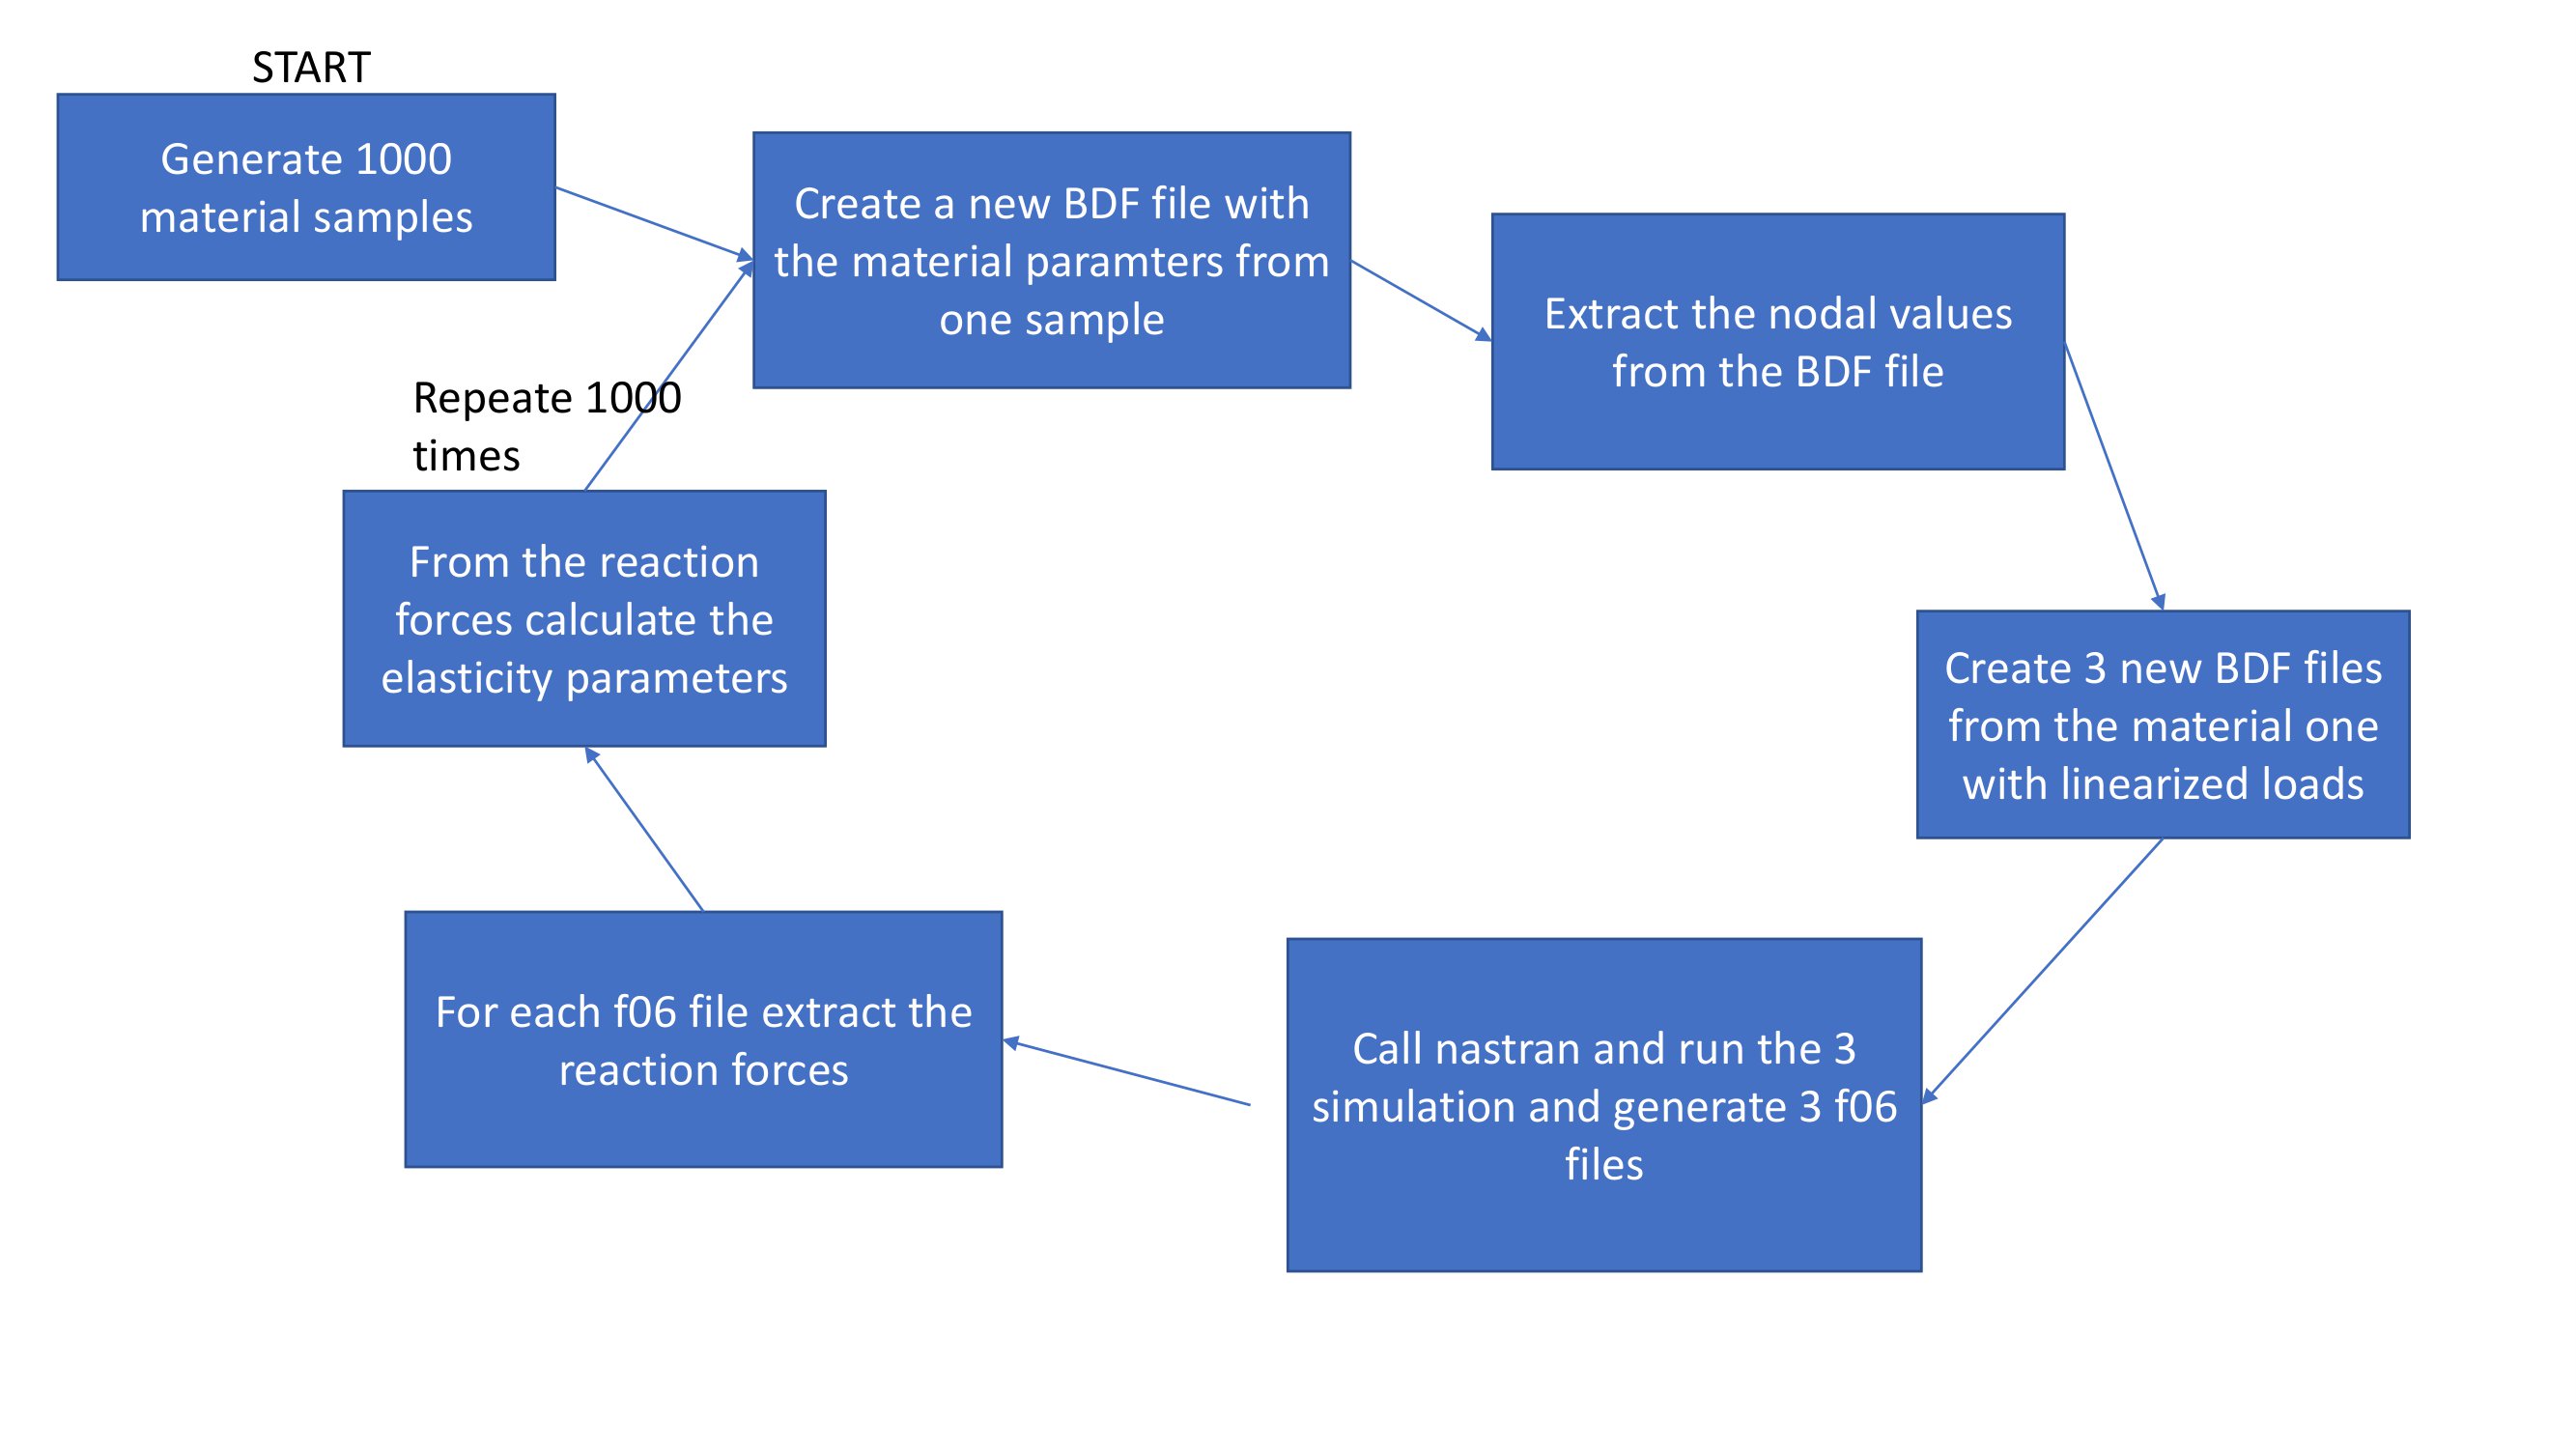 START
Generate 1000
material samples
Create a new BDF file with
the material paramters from
one sample
Extract the nodal values
from the BDF file
Create 3 new BDF files
from the material one
with linearized loads
Call nastran and run the 3
simulation and generate 3 f06
files
For each f06 file extract the
reaction forces
From the reaction
forces calculate the
elasticity parameters
Repeate 1000
times